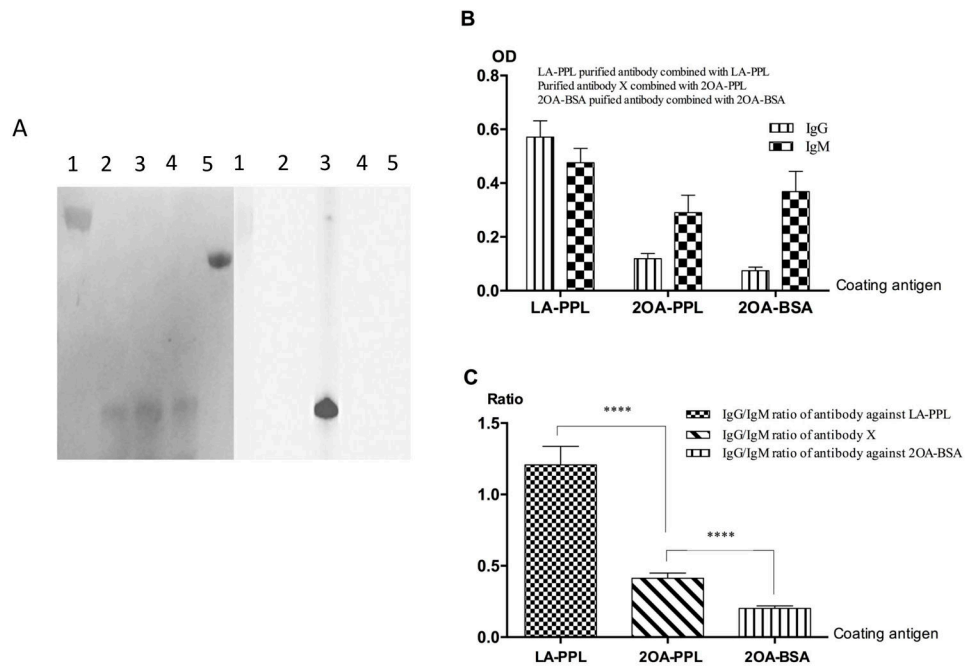 A
1 2 3 4 5 1 2 3 4 5
B
OD
0.8
0.6
0.4
0.2
0.0
LA-PPL purified antibody combined with LA-PPL
Purified antibody X combined with 2OA-PPL
2OA-BSA puified antibody combined with 2OA-BSA
IgG
IgM
Coating antigen
LA-PPL 2OA-PPL 2OA-BSA
C
Ratio
1.5
1.0
0.5
0.0
****
****
IgG/IgM ratio of antibody against LA-PPL
IgG/IgM ratio of antibody X
IgG/IgM ratio of antibody against 2OA-BSA
Coating antigen
LA-PPL 2OA-PPL 2OA-BSA